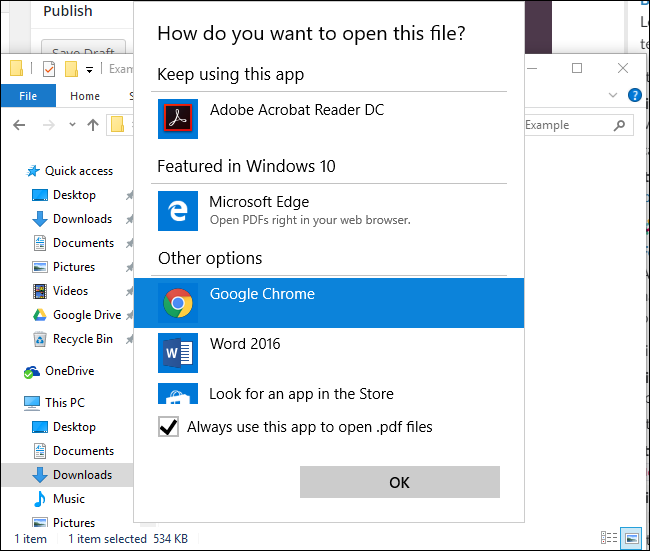 Publish
Save Draft
Exam
File
Home
S
Example
Quick access
Desktop
Downloads
Documents
Pictures
Videos
Google Drive
Recycle Bin
OneDrive
This PC
Desktop
Documents
Downloads
Music
Pictures
1 item
1 item selected
534 KB
How do you want to open this file?
Keep using this app
Adobe Acrobat Reader DC
Featured in Windows 10
Microsoft Edge
Open PDFs right in your web browser.
Other options
Google Chrome
Word 2016
Look for an app in the Store
Always use this app to open .pdf files
OK